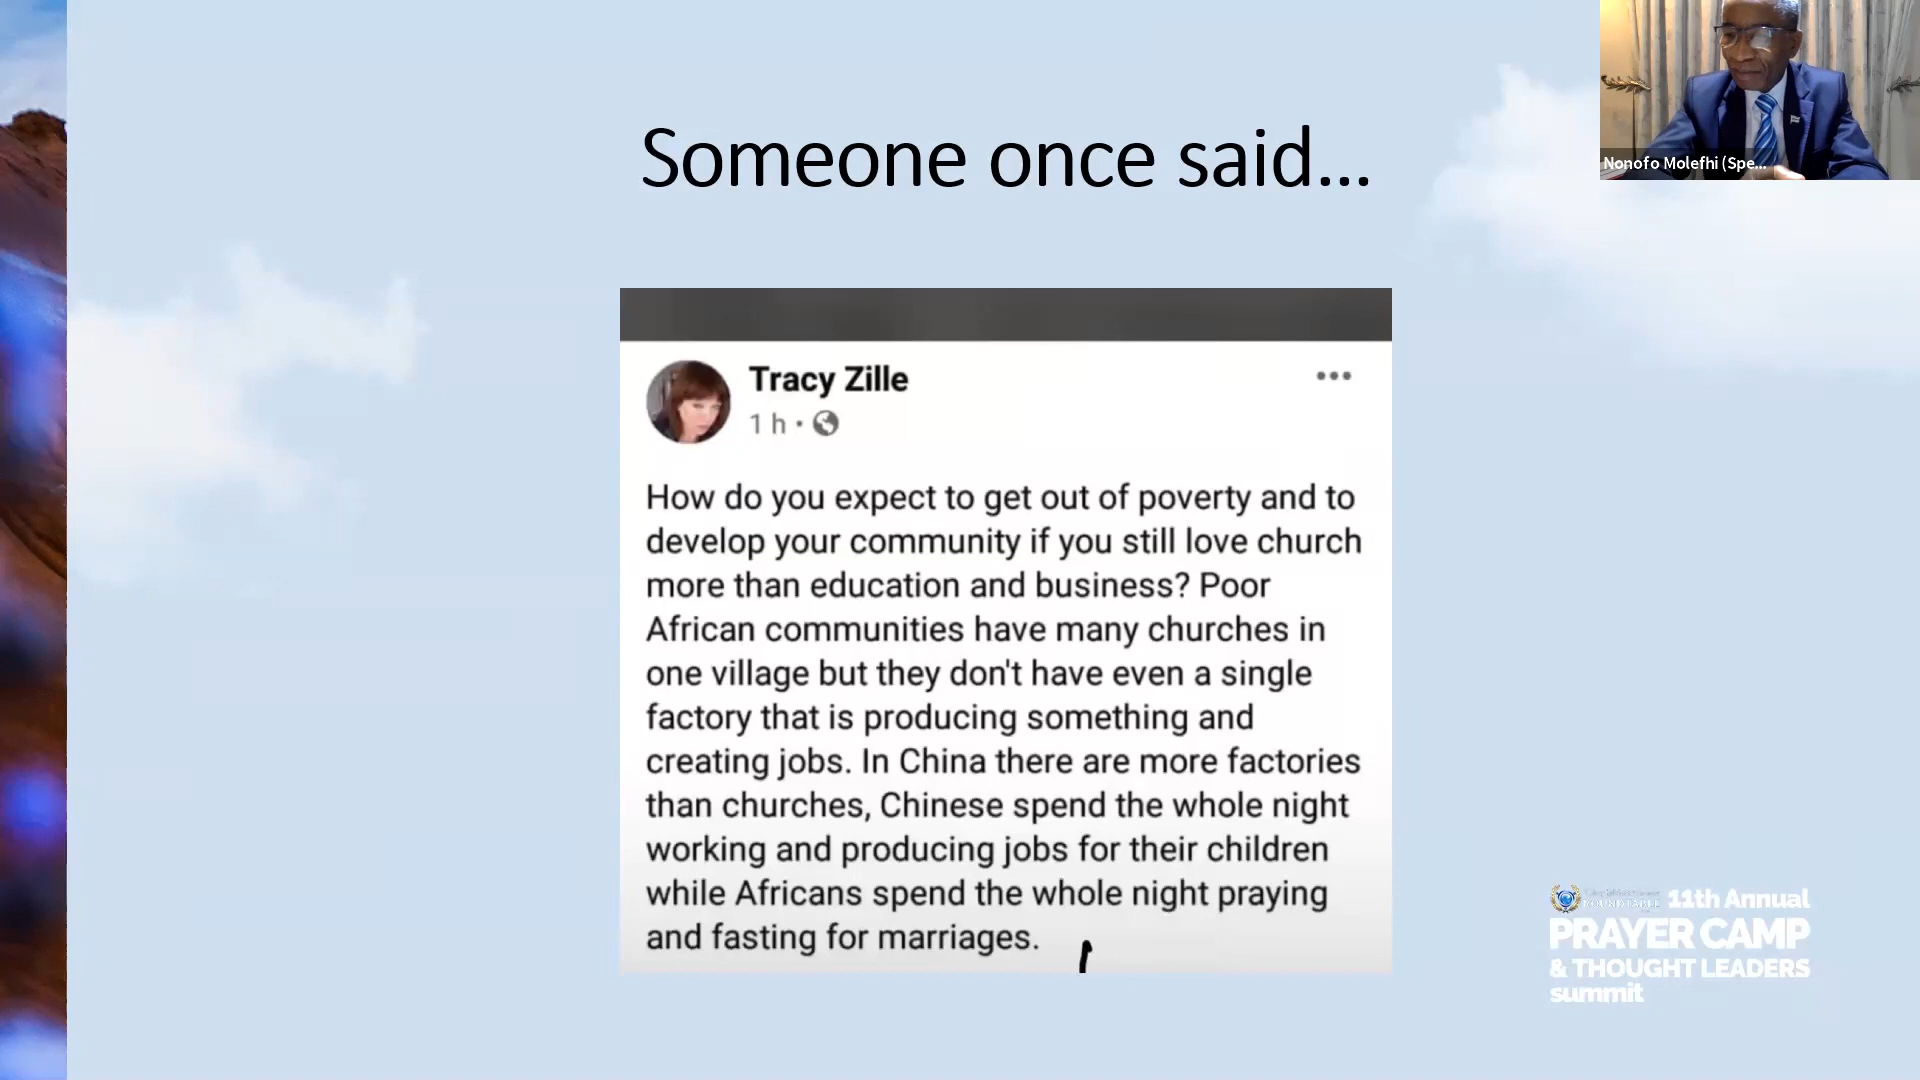 Someone once said...
Nonofo Molefhi (Spe...
Tracy Zille
1 h
How do you expect to get out of poverty and to
develop your community if you still love church
more than education and business? Poor
African communities have many churches in
one village but they don't have even a single
factory that is producing something and
creating jobs. In China there are more factories
than churches, Chinese spend the whole night
working and producing jobs for their children
while Africans spend the whole night praying
and fasting for marriages.
ROUNDTABLE 11th Annual
PRAYER CAMP
& THOUGHT LEADERS
summit